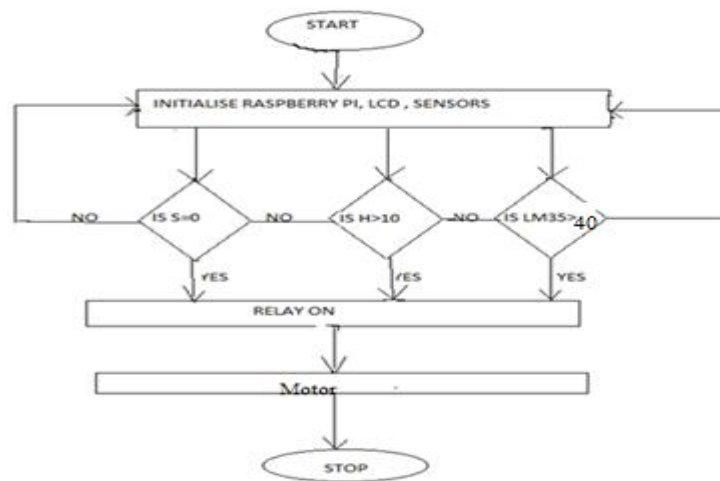 START
INITIALISE RASPBERRY PI, LCD , SENSORS
NO IS S=0 NO IS H>10 NO IS LM35> 40
YES YES YES
RELAY ON
Motor
STOP